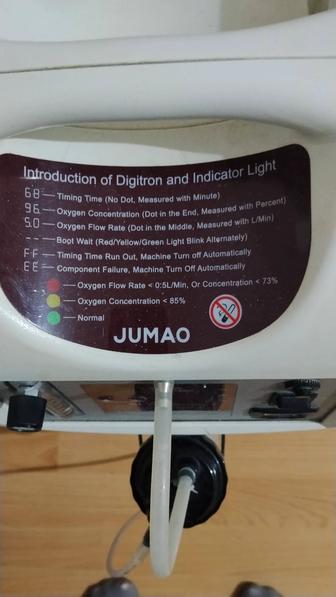 Introduction of Digitron and Indicator Light
68 — Timing Time (No Dot, Measured with Minute)
96. — Oxygen Concentration (Dot in the End, Measured with Percent)
5.0 — Oxygen Flow Rate (Dot in the Middle, Measured with L/Min)
-- — Boot Wait (Red/Yellow/Green Light Blink Alternately)
FF — Timing Time Run Out, Machine Turn off Automatically
EE — Component Failure, Machine Turn Off Automatically
— Oxygen Flow Rate < 0:5L/Min, Or Concentration < 73%
— Oxygen Concentration < 85%
— Normal
JUMAO